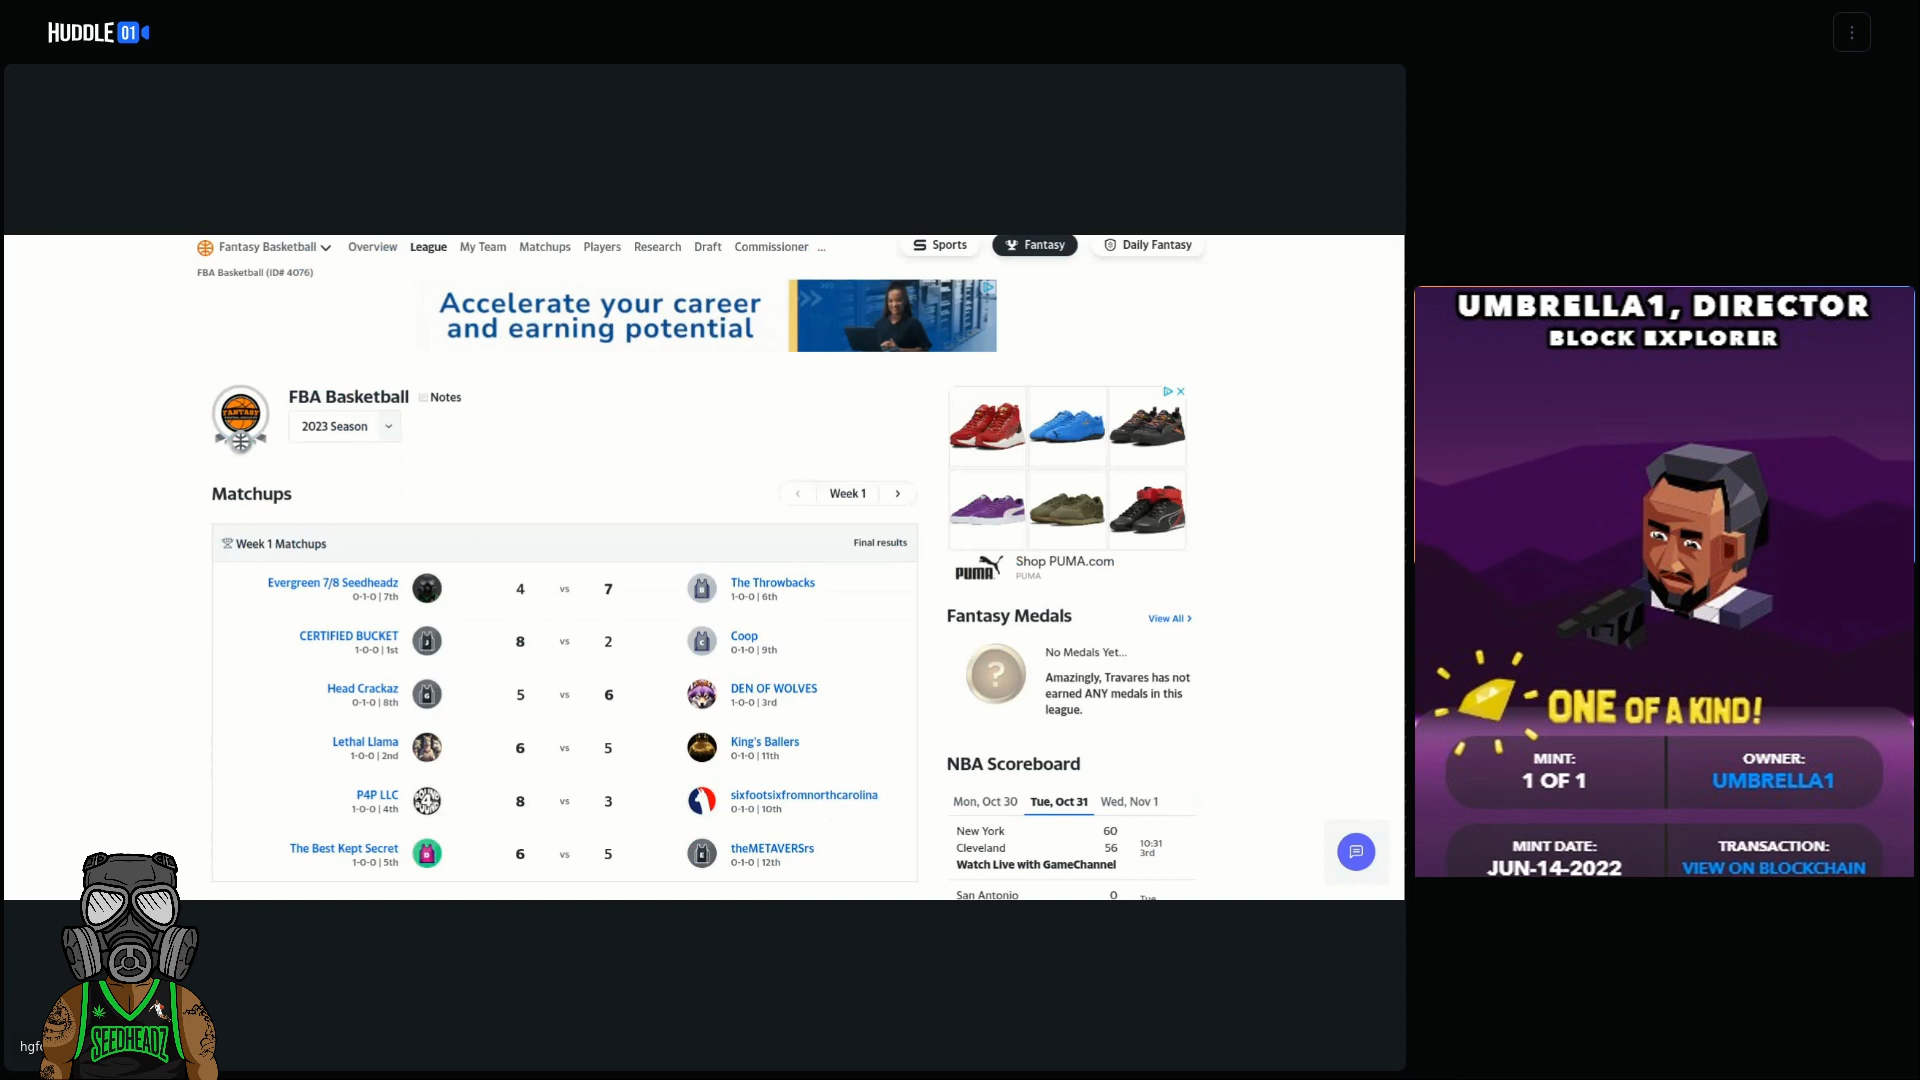 HUDDLE 01
Fantasy Basketball Overview League My Team Matchups Players Research Draft Commissioner ...
Sports Fantasy Daily Fantasy
FBA Basketball (ID# 4076)
Accelerate your career
and earning potential
FBA Basketball Notes
2023 Season
FANTASY
Matchups
Week 1
Week 1 Matchups Final results
Evergreen 7/8 Seedheadz 4 vs 7 The Throwbacks
0-1-0 | 7th 1-0-0 | 6th
CERTIFIED BUCKET 8 vs 2 Coop
1-0-0 | 1st 0-1-0 | 9th
Head Crackaz 5 vs 6 DEN OF WOLVES
0-1-0 | 8th 1-0-0 | 3rd
Lethal Llama 6 vs 5 King's Ballers
1-0-0 | 2nd 0-1-0 | 11th
P4P LLC 8 vs 3 sixfootsixfromnorthcarolina
1-0-0 | 4th 0-1-0 | 10th
The Best Kept Secret 6 vs 5 theMETAVERSrs
1-0-0 | 5th 0-1-0 | 12th
PUMA
Shop PUMA.com
PUMA
Fantasy Medals View All
?
No Medals Yet...
Amazingly, Travares has not
earned ANY medals in this
league.
NBA Scoreboard
Mon, Oct 30 Tue, Oct 31 Wed, Nov 1
New York 60
Cleveland 56
10:31
3rd
Watch Live with GameChannel
San Antonio 0
Tue
UMBRELLA1, DIRECTOR
BLOCK EXPLORER
ONE OF A KIND!
MINT:
1 OF 1
OWNER:
UMBRELLA1
MINT DATE:
JUN-14-2022
TRANSACTION:
VIEW ON BLOCKCHAIN
SEEDHEADZ